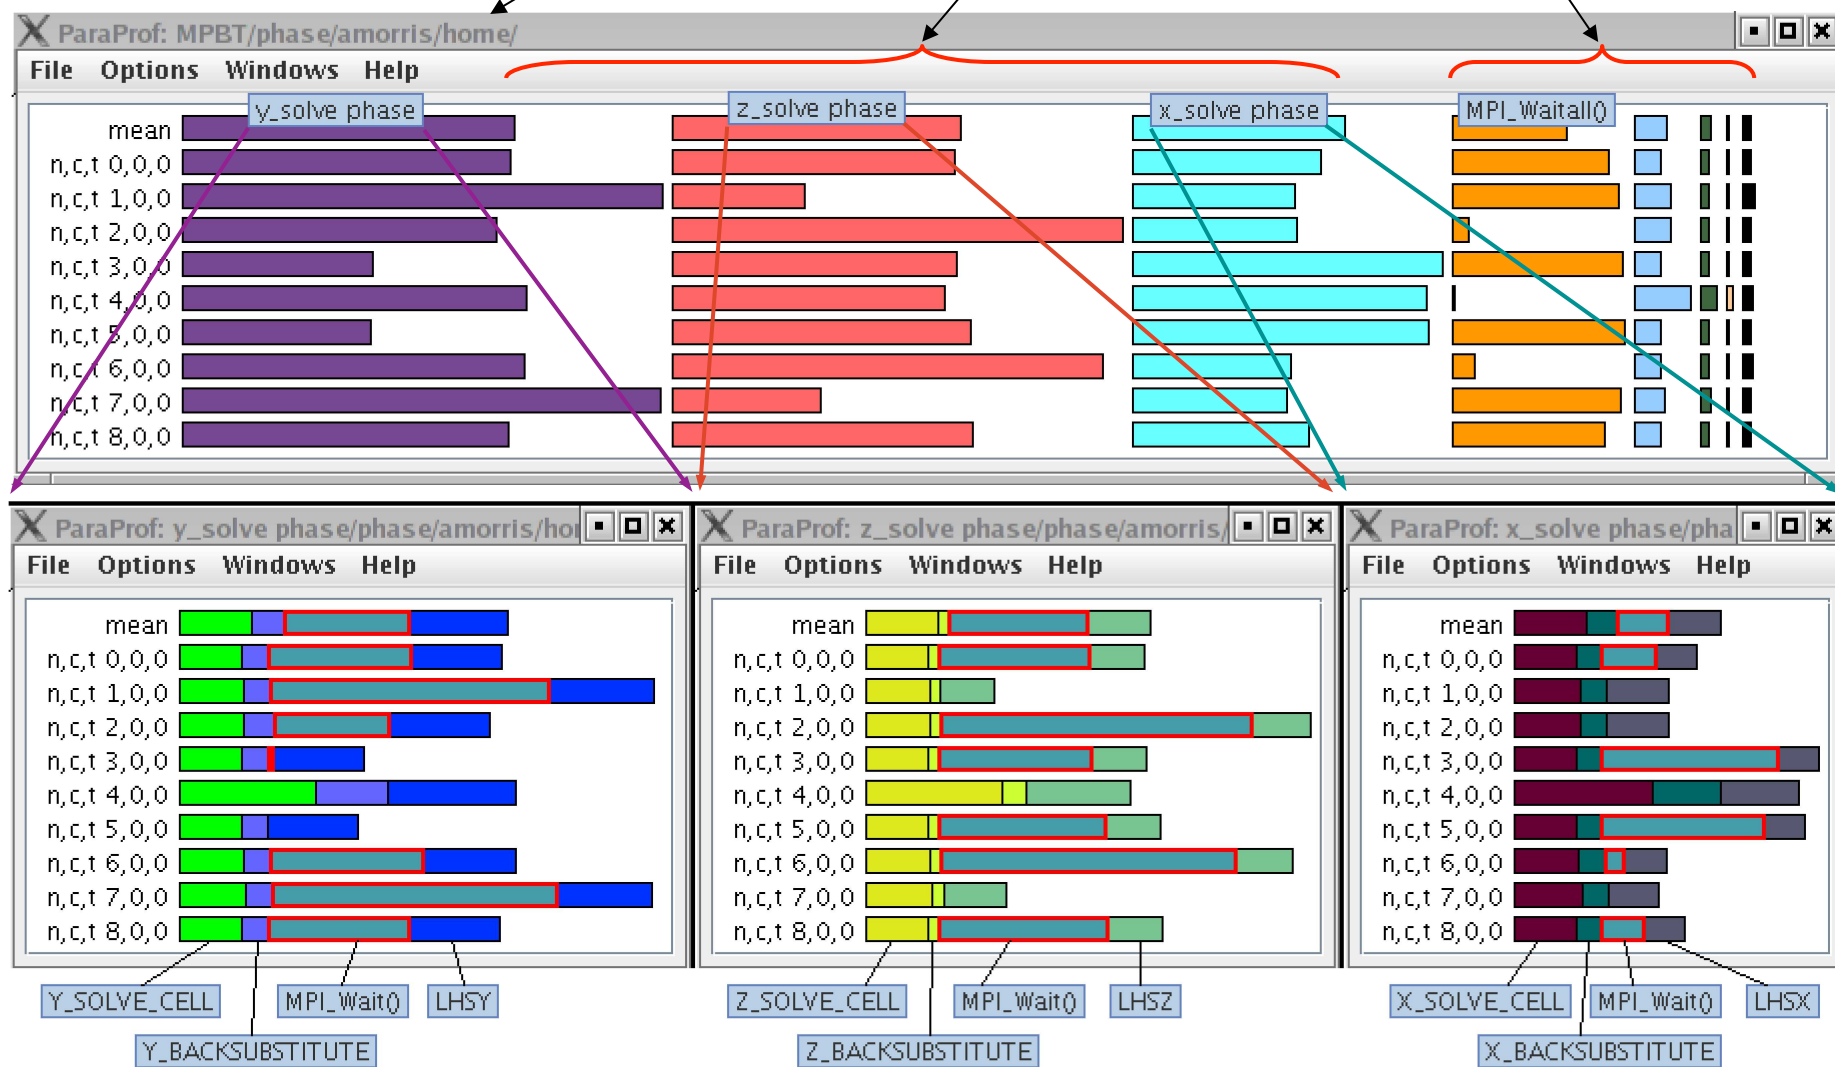 ParaProf: MPBT/phase/amorris/home/
File Options Windows Help
y_solve phase z_solve phase x_solve phase MPI_Waitall()
mean
n,c,t 0,0,0
n,c,t 1,0,0
n,c,t 2,0,0
n,c,t 3,0,0
n,c,t 4,0,0
n,c,t 5,0,0
n,c,t 6,0,0
n,c,t 7,0,0
n,c,t 8,0,0
ParaProf: y_solve phase/phase/amorris/hor
File Options Windows Help
mean
n,c,t 0,0,0
n,c,t 1,0,0
n,c,t 2,0,0
n,c,t 3,0,0
n,c,t 4,0,0
n,c,t 5,0,0
n,c,t 6,0,0
n,c,t 7,0,0
n,c,t 8,0,0
Y_SOLVE_CELL MPI_Wait() LHSY
Y_BACKSUBSTITUTE
ParaProf: z_solve phase/phase/amorris/
File Options Windows Help
mean
n,c,t 0,0,0
n,c,t 1,0,0
n,c,t 2,0,0
n,c,t 3,0,0
n,c,t 4,0,0
n,c,t 5,0,0
n,c,t 6,0,0
n,c,t 7,0,0
n,c,t 8,0,0
Z_SOLVE_CELL MPI_Wait() LHSZ
Z_BACKSUBSTITUTE
ParaProf: x_solve phase/pha
File Options Windows Help
mean
n,c,t 0,0,0
n,c,t 1,0,0
n,c,t 2,0,0
n,c,t 3,0,0
n,c,t 4,0,0
n,c,t 5,0,0
n,c,t 6,0,0
n,c,t 7,0,0
n,c,t 8,0,0
X_SOLVE_CELL MPI_Wait() LHSX
X_BACKSUBSTITUTE